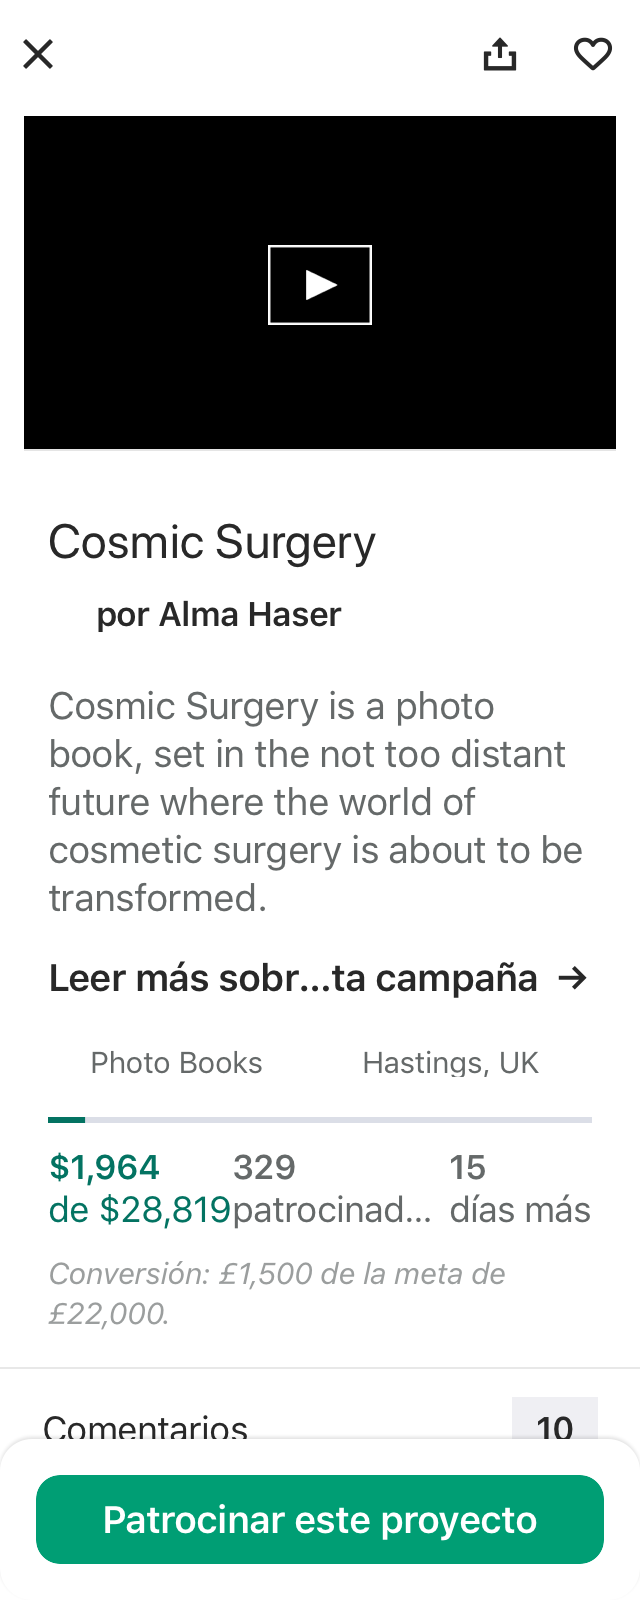 Cosmic Surgery
por Alma Haser
Cosmic Surgery is a photo
book, set in the not too distant
future where the world of
cosmetic surgery is about to be
transformed.
Leer más sobr...ta campaña →
Photo Books
Hastings, UK
$1,964
de $28,819
329
patrocinad...
15
días más
Conversión: £1,500 de la meta de
£22,000.
Comentarios
10
Patrocinar este proyecto